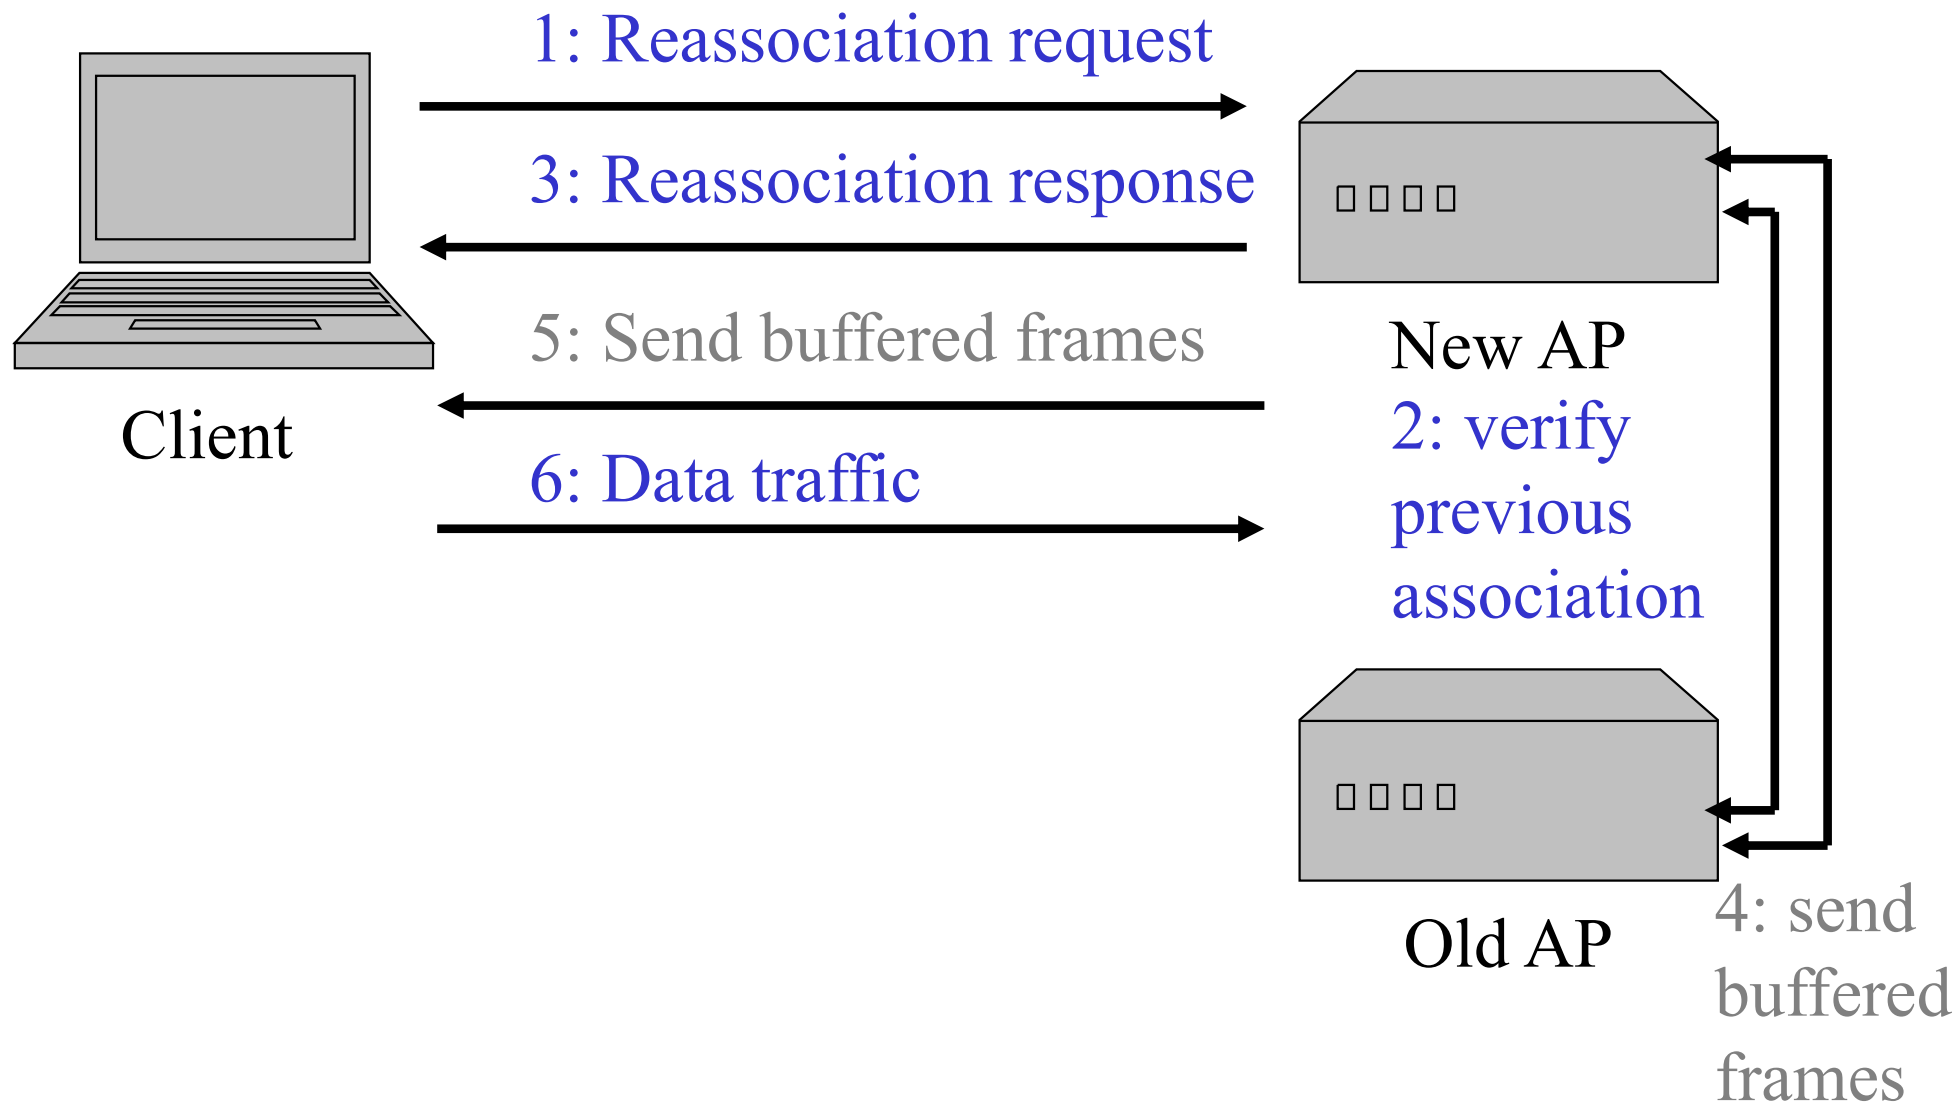 1: Reassociation request
3: Reassociation response
5: Send buffered frames
6: Data traffic
Client
New AP
2: verify
previous
association
Old AP
4: send
buffered
frames